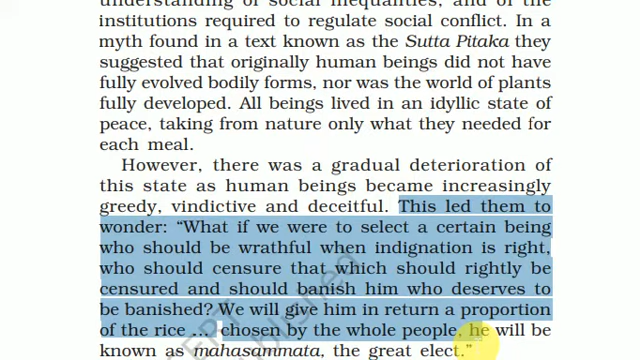 understanding of social inequalities, and of the
institutions required to regulate social conflict. In a
myth found in a text known as the Sutta Pitaka they
suggested that originally human beings did not have
fully evolved bodily forms, nor was the world of plants
fully developed. All beings lived in an idyllic state of
peace, taking from nature only what they needed for
each meal.
However, there was a gradual deterioration of
this state as human beings became increasingly
greedy, vindictive and deceitful. This led them to
wonder: “What if we were to select a certain being
who should be wrathful when indignation is right,
who should censure that which should rightly be
censured and should banish him who deserves to
be banished? We will give him in return a proportion
of the rice ... chosen by the whole people, he will be
known as mahasammata, the great elect.”